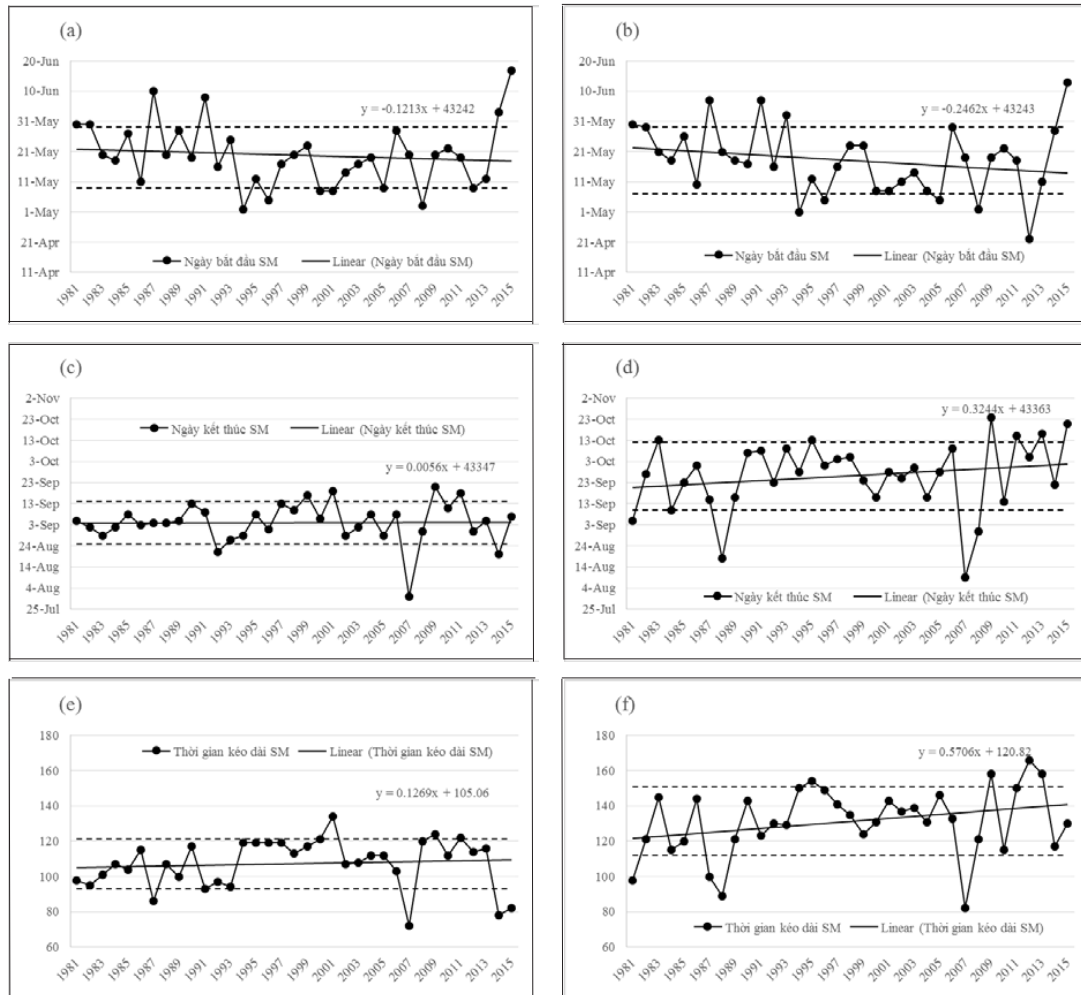 (a)
20-Jun
10-Jun
31-May
21-May
11-May
1-May
21-Apr
11-Apr
y = -0.1213x + 43242
Ngày bắt đầu SM Linear (Ngày bắt đầu SM)
1981 1983 1985 1987 1989 1991 1993 1995 1997 1999 2001 2003 2005 2007 2009 2011 2013 2015
(b)
20-Jun
10-Jun
31-May
21-May
11-May
1-May
21-Apr
11-Apr
y = -0.2462x + 43243
Ngày bắt đầu SM Linear (Ngày bắt đầu SM)
1981 1983 1985 1987 1989 1991 1993 1995 1997 1999 2001 2003 2005 2007 2009 2011 2013 2015
(c)
2-Nov
23-Oct
13-Oct
3-Oct
23-Sep
13-Sep
3-Sep
24-Aug
14-Aug
4-Aug
25-Jul
Ngày kết thúc SM Linear (Ngày kết thúc SM)
y = 0.0056x + 43347
1981 1983 1985 1987 1989 1991 1993 1995 1997 1999 2001 2003 2005 2007 2009 2011 2013 2015
(d)
2-Nov
23-Oct
13-Oct
3-Oct
23-Sep
13-Sep
3-Sep
24-Aug
14-Aug
4-Aug
25-Jul
y = 0.3244x + 43363
Ngày kết thúc SM Linear (Ngày kết thúc SM)
1981 1983 1985 1987 1989 1991 1993 1995 1997 1999 2001 2003 2005 2007 2009 2011 2013 2015
(e)
180
160
140
120
100
80
60
Thời gian kéo dài SM Linear (Thời gian kéo dài SM)
y = 0.1269x + 105.06
1981 1983 1985 1987 1989 1991 1993 1995 1997 1999 2001 2003 2005 2007 2009 2011 2013 2015
(f)
180
160
140
120
100
80
60
y = 0.5706x + 120.82
Thời gian kéo dài SM Linear (Thời gian kéo dài SM)
1981 1983 1985 1987 1989 1991 1993 1995 1997 1999 2001 2003 2005 2007 2009 2011 2013 2015